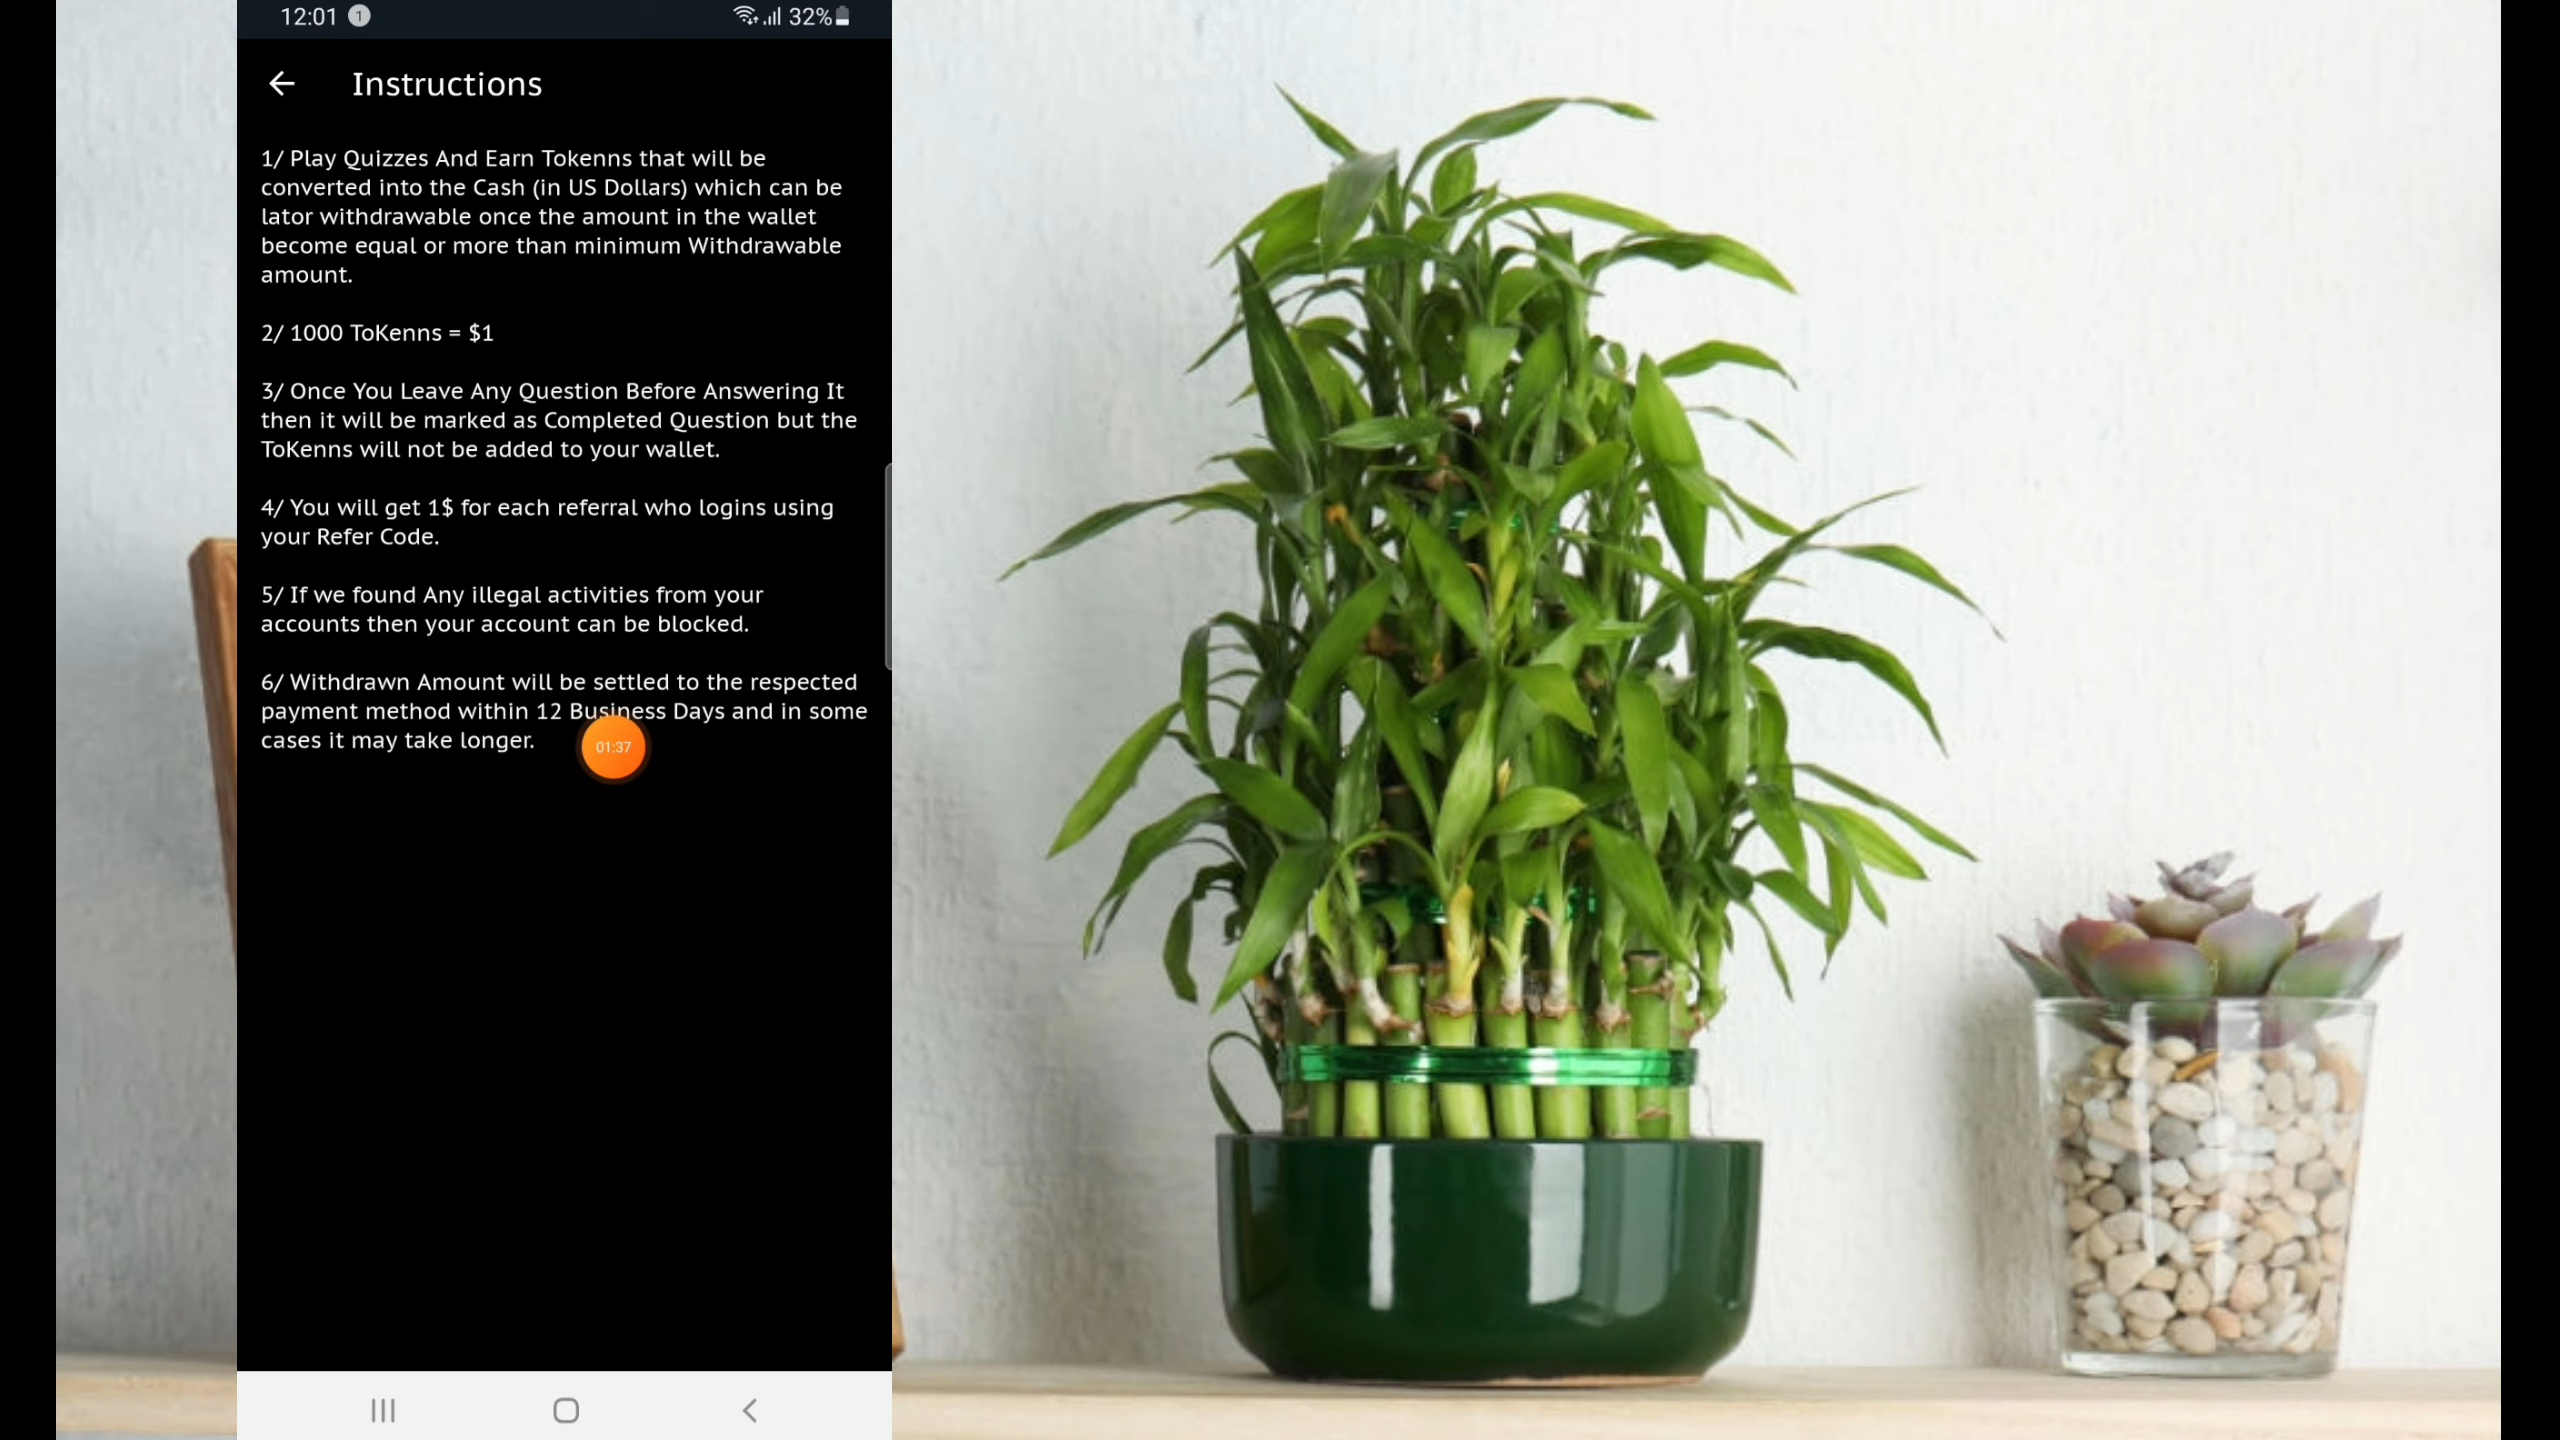 12:01 1 32%
Instructions
1/ Play Quizzes And Earn Tokenns that will be
converted into the Cash (in US Dollars) which can be
lator withdrawable once the amount in the wallet
become equal or more than minimum Withdrawable
amount.
2/ 1000 ToKenns = $1
3/ Once You Leave Any Question Before Answering It
then it will be marked as Completed Question but the
ToKenns will not be added to your wallet.
4/ You will get 1$ for each referral who logins using
your Refer Code.
5/ If we found Any illegal activities from your
accounts then your account can be blocked.
6/ Withdrawn Amount will be settled to the respected
payment method within 12 Business Days and in some
cases it may take longer.
01:37